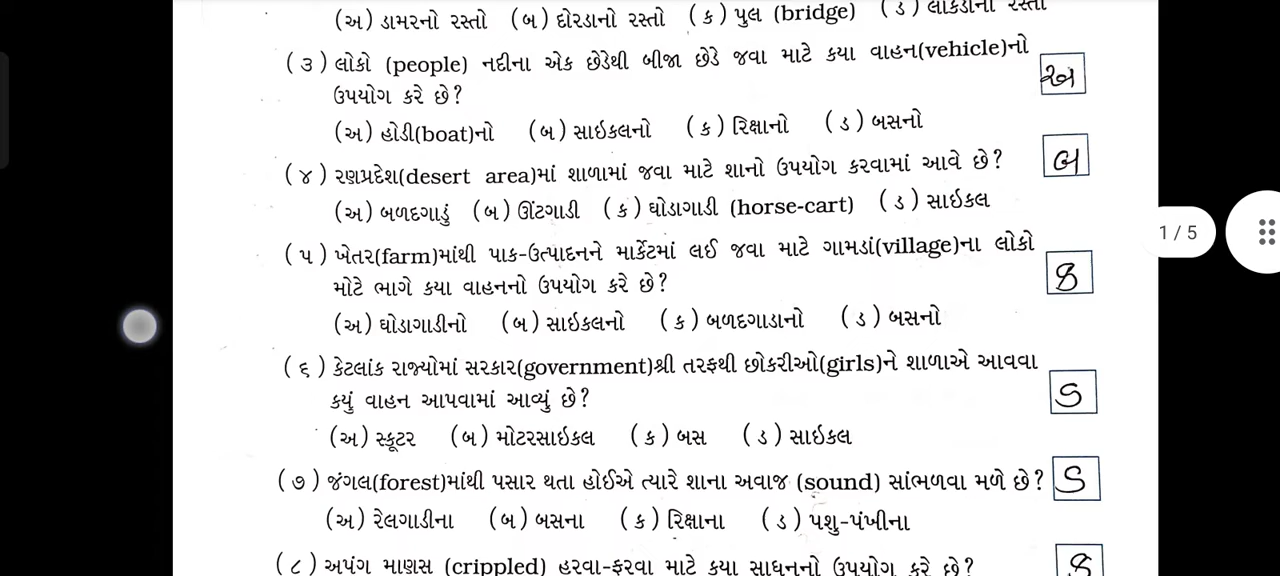 (અ) ડામરનો રસ્તો (બ) દોરડાનો રસ્તો (ક) પુલ (bridge) (ડ) લાકડાનો રસ્તો
(૩) લોકો (people) નદીના એક છેડેથી બીજા છેડે જવા માટે કયા વાહન(vehicle)નો અ
ઉપયોગ કરે છે?
(અ) હોડી(boat)નો (બ) સાઇકલનો (ક) રિક્ષાનો (ડ) બસનો
(૪) રણપ્રદેશ(desert area)માં શાળામાં જવા માટે શાનો ઉપયોગ કરવામાં આવે છે? બ
(અ) બળદગાડું (બ) ઊંટગાડી (ક) ઘોડાગાડી (horse-cart) (ડ) સાઇકલ
(૫) ખેતર(farm)માંથી પાક-ઉત્પાદનને માર્કેટમાં લઈ જવા માટે ગામડાં(village)ના લોકો ક
મોટે ભાગે કયા વાહનનો ઉપયોગ કરે છે?
(અ) ઘોડાગાડીનો (બ) સાઇકલનો (ક) બળદગાડાનો (ડ) બસનો
(૬) કેટલાંક રાજ્યોમાં સરકાર(government)શ્રી તરફથી છોકરીઓ(girls)ને શાળાએ આવવા
કયું વાહન આપવામાં આવ્યું છે? ડ
(અ) સ્કૂટર (બ) મોટરસાઇકલ (ક) બસ (ડ) સાઇકલ
(૭) જંગલ(forest)માંથી પસાર થતા હોઈએ ત્યારે શાના અવાજ (sound) સાંભળવા મળે છે? ડ
(અ) રેલગાડીના (બ) બસના (ક) રિક્ષાના (ડ) પશુ-પંખીના
(૮) અપંગ માણસ (crippled) હરવા-ફરવા માટે કયા સાધનનો ઉપયોગ કરે છે? ક
1 / 5